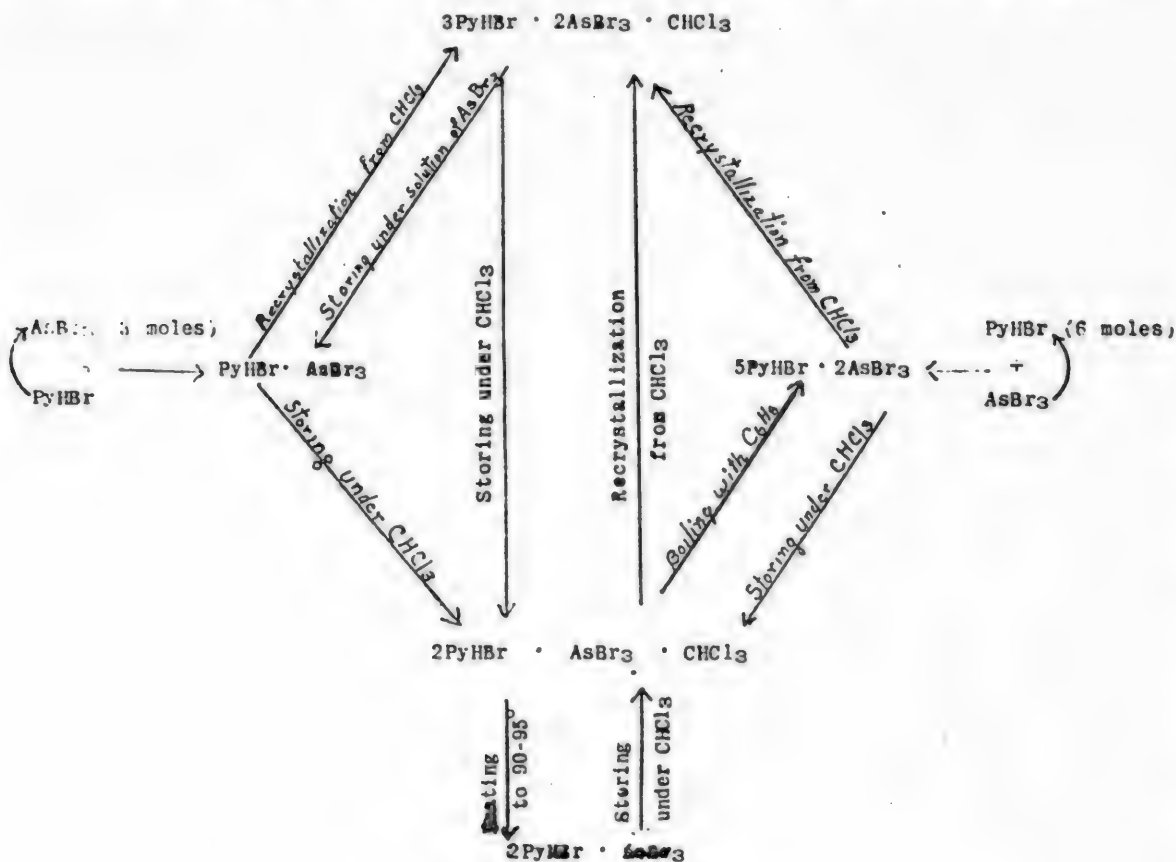 3PyHBr · 2AsBr3 · CHCl3
Recrystallization from CHCl3
Storing under solution of AsBr3
Storing under CHCl3
Recrystallization
from CHCl3
Recrystallization from CHCl3
moles)
PyHBr
PyHBr · AsBr3
5PyHBr · 2AsBr3
PyHBr (6 moles)
+
AsBr3
Storing under CHCl3
Boiling with C6H6
Storing under CHCl3
2PyHBr · AsBr3 · CHCl3
to 90-95°
Storing
under CHCl3